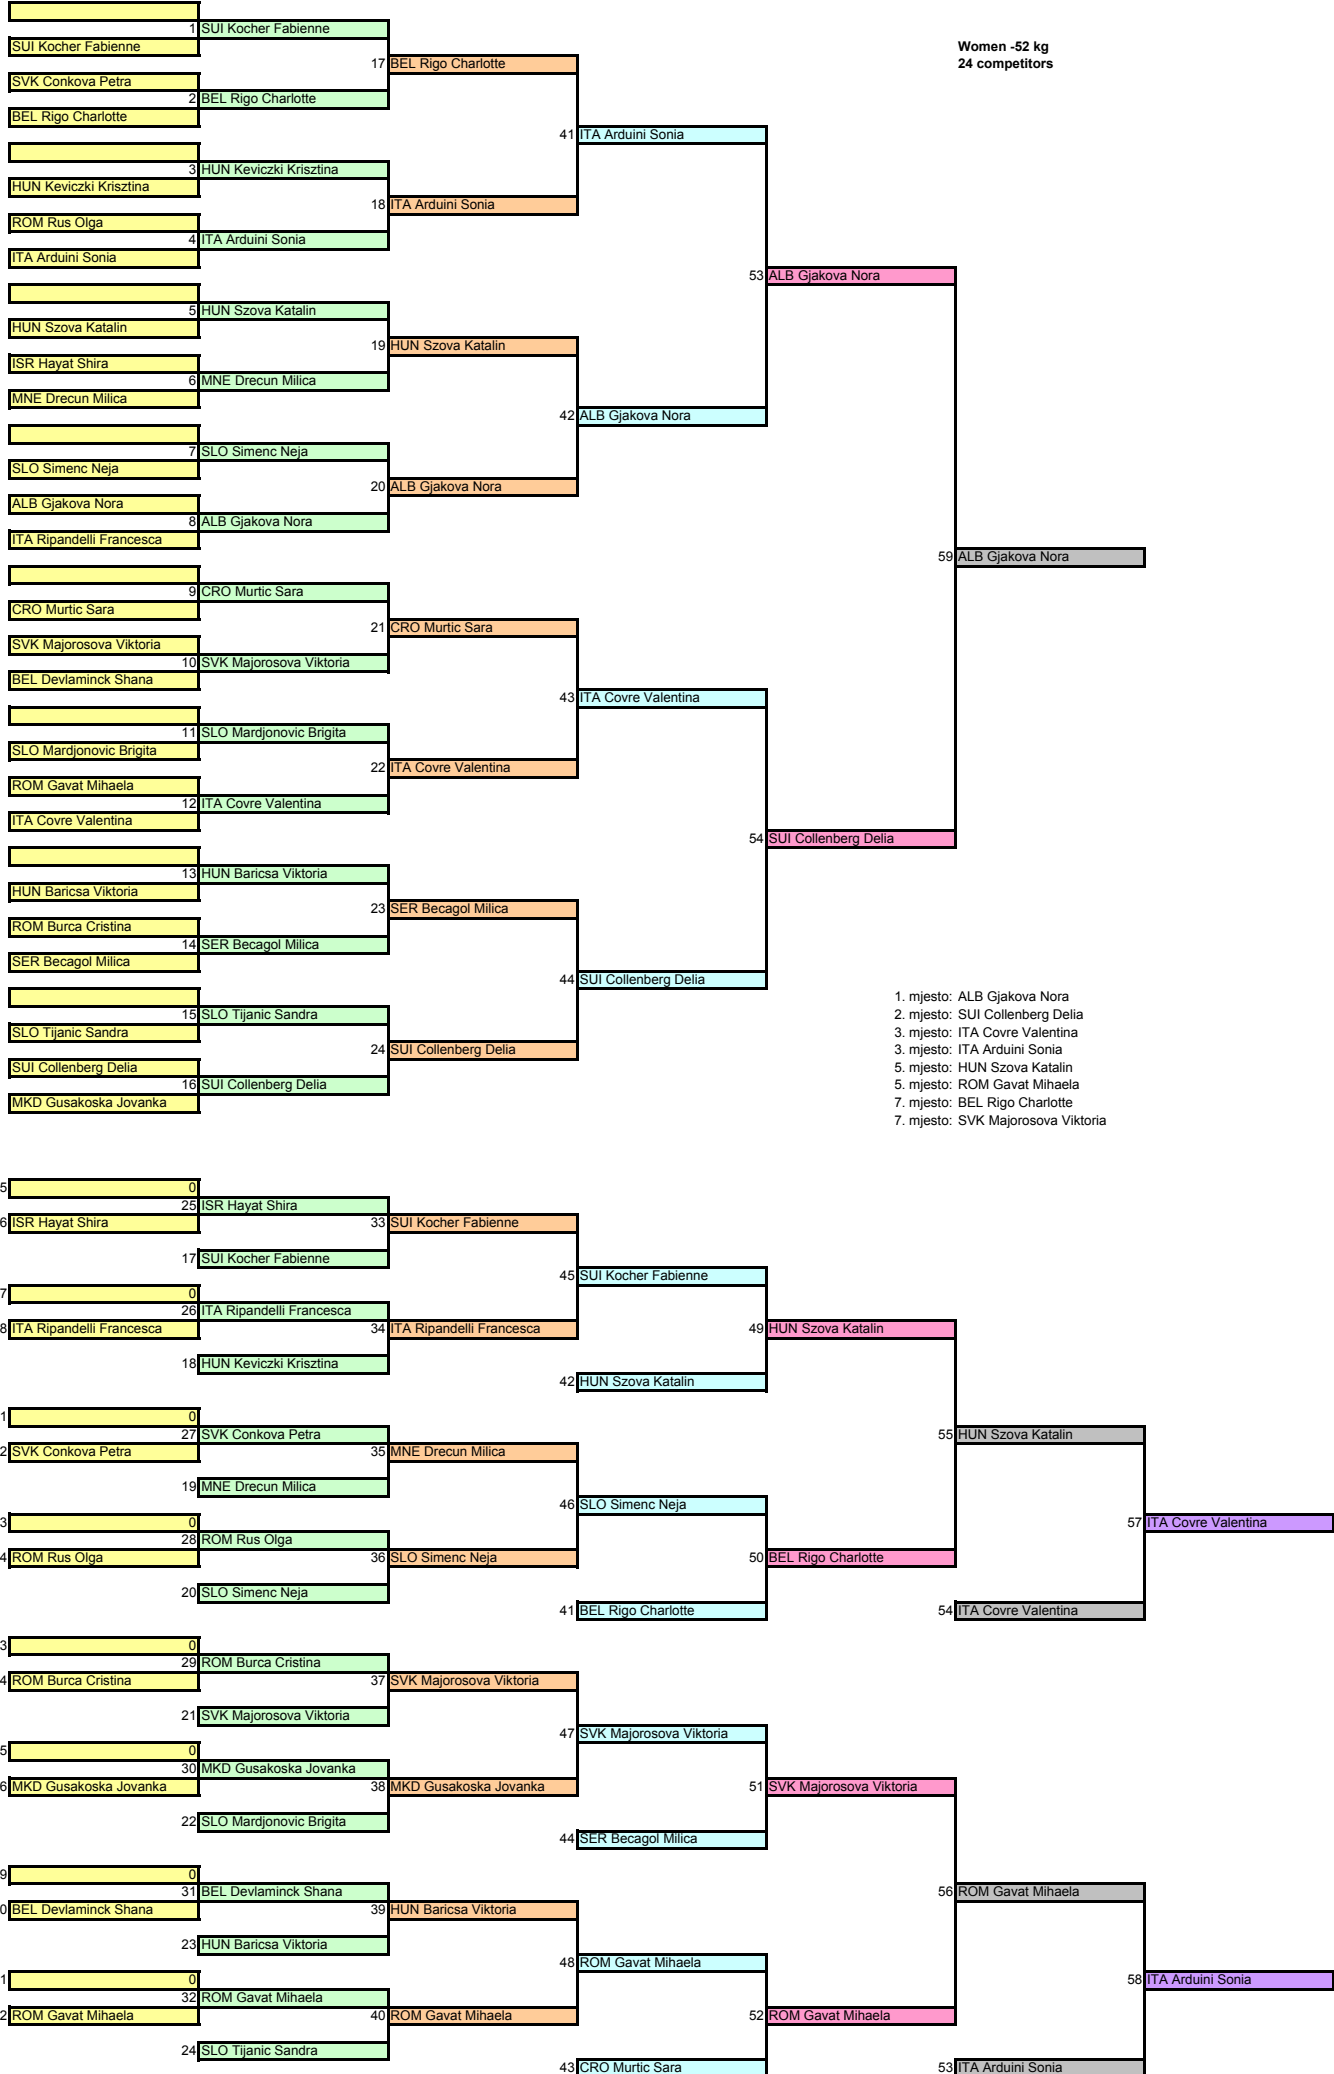 1 SUI Kocher Fabienne
SUI Kocher Fabienne
Women -52 kg
17 BEL Rigo Charlotte
24 competitors
SVK Conkova Petra
2 BEL Rigo Charlotte
BEL Rigo Charlotte
41 ITA Arduini Sonia
3 HUN Keviczki Krisztina
HUN Keviczki Krisztina
18 ITA Arduini Sonia
ROM Rus Olga
4 ITA Arduini Sonia
ITA Arduini Sonia
53 ALB Gjakova Nora
5 HUN Szova Katalin
HUN Szova Katalin
19 HUN Szova Katalin
ISR Hayat Shira
6 MNE Drecun Milica
MNE Drecun Milica
42 ALB Gjakova Nora
7 SLO Simenc Neja
SLO Simenc Neja
20 ALB Gjakova Nora
ALB Gjakova Nora
8 ALB Gjakova Nora
ITA Ripandelli Francesca
59 ALB Gjakova Nora
9 CRO Murtic Sara
CRO Murtic Sara
21 CRO Murtic Sara
SVK Majorosova Viktoria
10 SVK Majorosova Viktoria
BEL Devlaminck Shana
43 ITA Covre Valentina
11 SLO Mardjonovic Brigita
SLO Mardjonovic Brigita
22 ITA Covre Valentina
ROM Gavat Mihaela
12 ITA Covre Valentina
ITA Covre Valentina
54 SUI Collenberg Delia
13 HUN Baricsa Viktoria
HUN Baricsa Viktoria
23 SER Becagol Milica
ROM Burca Cristina
14 SER Becagol Milica
SER Becagol Milica
44 SUI Collenberg Delia
1. mjesto: ALB Gjakova Nora
15 SLO Tijanic Sandra
2. mjesto: SUI Collenberg Delia
SLO Tijanic Sandra
3. mjesto: ITA Covre Valentina
24 SUI Collenberg Delia
3. mjesto: ITA Arduini Sonia
SUI Collenberg Delia
5. mjesto: HUN Szova Katalin
16 SUI Collenberg Delia
5. mjesto: ROM Gavat Mihaela
MKD Gusakoska Jovanka
7. mjesto: BEL Rigo Charlotte
7. mjesto: SVK Majorosova Viktoria
5 0
25 ISR Hayat Shira
6 ISR Hayat Shira
33 SUI Kocher Fabienne
17 SUI Kocher Fabienne
45 SUI Kocher Fabienne
7 0
26 ITA Ripandelli Francesca
8 ITA Ripandelli Francesca
34 ITA Ripandelli Francesca
49 HUN Szova Katalin
18 HUN Keviczki Krisztina
42 HUN Szova Katalin
1 0
27 SVK Conkova Petra
55 HUN Szova Katalin
2 SVK Conkova Petra
35 MNE Drecun Milica
19 MNE Drecun Milica
46 SLO Simenc Neja
3 0
57 ITA Covre Valentina
28 ROM Rus Olga
4 ROM Rus Olga
36 SLO Simenc Neja
50 BEL Rigo Charlotte
20 SLO Simenc Neja
41 BEL Rigo Charlotte
54 ITA Covre Valentina
3 0
29 ROM Burca Cristina
4 ROM Burca Cristina
37 SVK Majorosova Viktoria
21 SVK Majorosova Viktoria
47 SVK Majorosova Viktoria
5 0
30 MKD Gusakoska Jovanka
6 MKD Gusakoska Jovanka
38 MKD Gusakoska Jovanka
51 SVK Majorosova Viktoria
22 SLO Mardjonovic Brigita
44 SER Becagol Milica
9 0
31 BEL Devlaminck Shana
56 ROM Gavat Mihaela
0 BEL Devlaminck Shana
39 HUN Baricsa Viktoria
23 HUN Baricsa Viktoria
48 ROM Gavat Mihaela
1 0
58 ITA Arduini Sonia
32 ROM Gavat Mihaela
2 ROM Gavat Mihaela
40 ROM Gavat Mihaela
52 ROM Gavat Mihaela
24 SLO Tijanic Sandra
43 CRO Murtic Sara
53 ITA Arduini Sonia